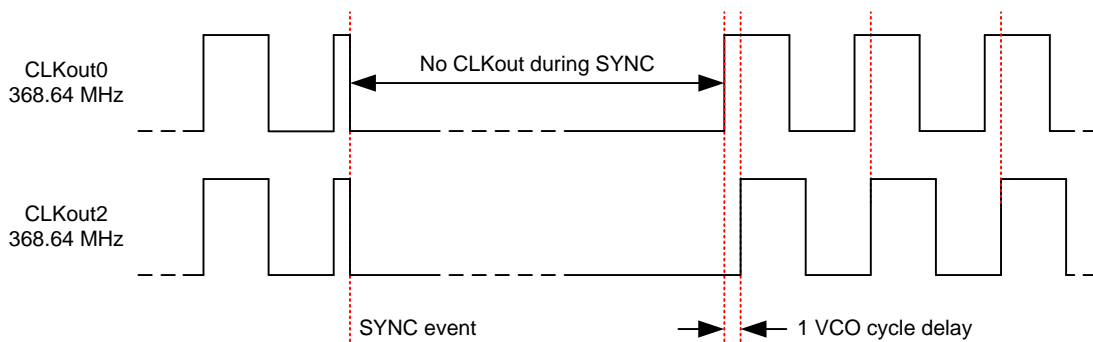 CLKout0
368.64 MHz
No CLKout during SYNC
CLKout2
368.64 MHz
SYNC event
1 VCO cycle delay